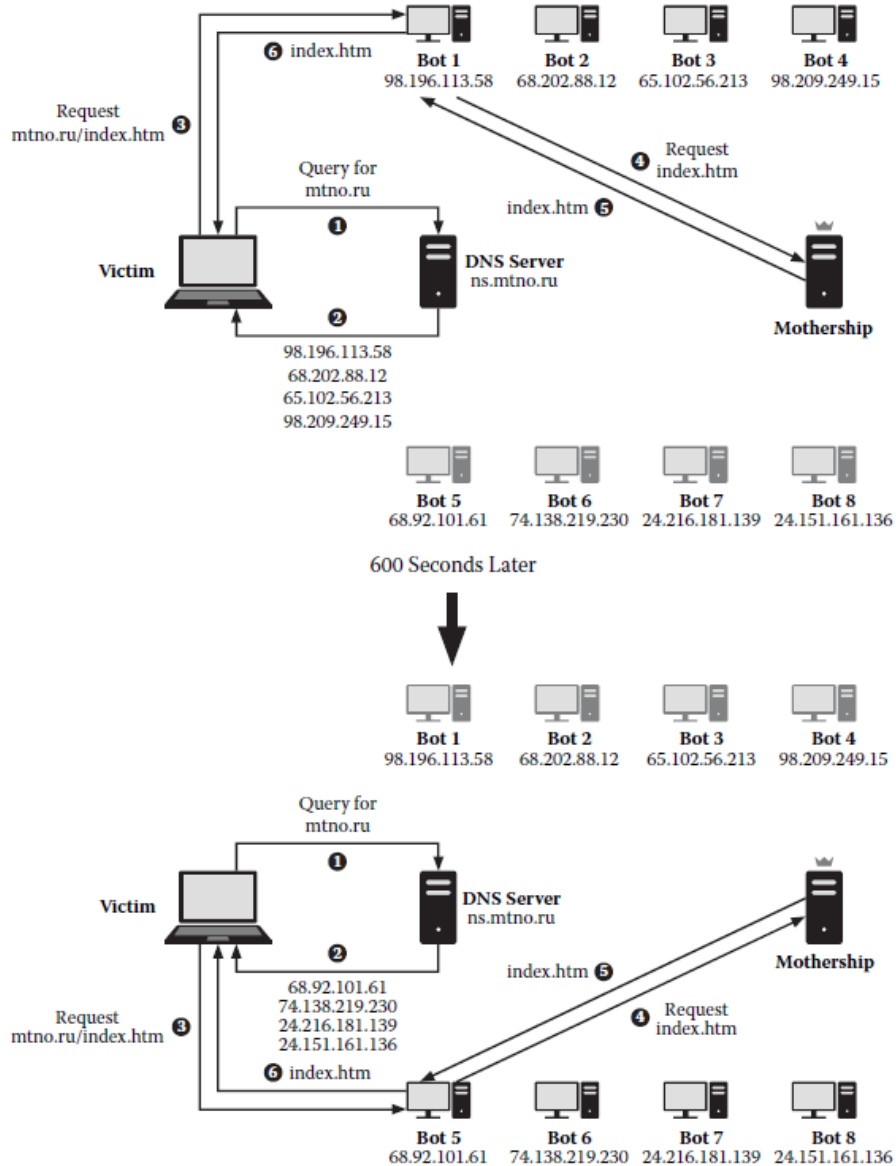 ❻ index.htm
Bot 1
98.196.113.58
Bot 2
68.202.88.12
Bot 3
65.102.56.213
Bot 4
98.209.249.15
Request
mtno.ru/index.htm ❸
❹ Request
index.htm
Query for
mtno.ru
❶
index.htm ❺
Victim
DNS Server
ns.mtno.ru
Mothership
❷
98.196.113.58
68.202.88.12
65.102.56.213
98.209.249.15
Bot 5
68.92.101.61
Bot 6
74.138.219.230
Bot 7
24.216.181.139
Bot 8
24.151.161.136
600 Seconds Later
Bot 1
98.196.113.58
Bot 2
68.202.88.12
Bot 3
65.102.56.213
Bot 4
98.209.249.15
Query for
mtno.ru
❶
Victim
DNS Server
ns.mtno.ru
Mothership
❷
68.92.101.61
74.138.219.230
24.216.181.139
24.151.161.136
index.htm ❺
Request
mtno.ru/index.htm ❸
❹ Request
index.htm
❻ index.htm
Bot 5
68.92.101.61
Bot 6
74.138.219.230
Bot 7
24.216.181.139
Bot 8
24.151.161.136